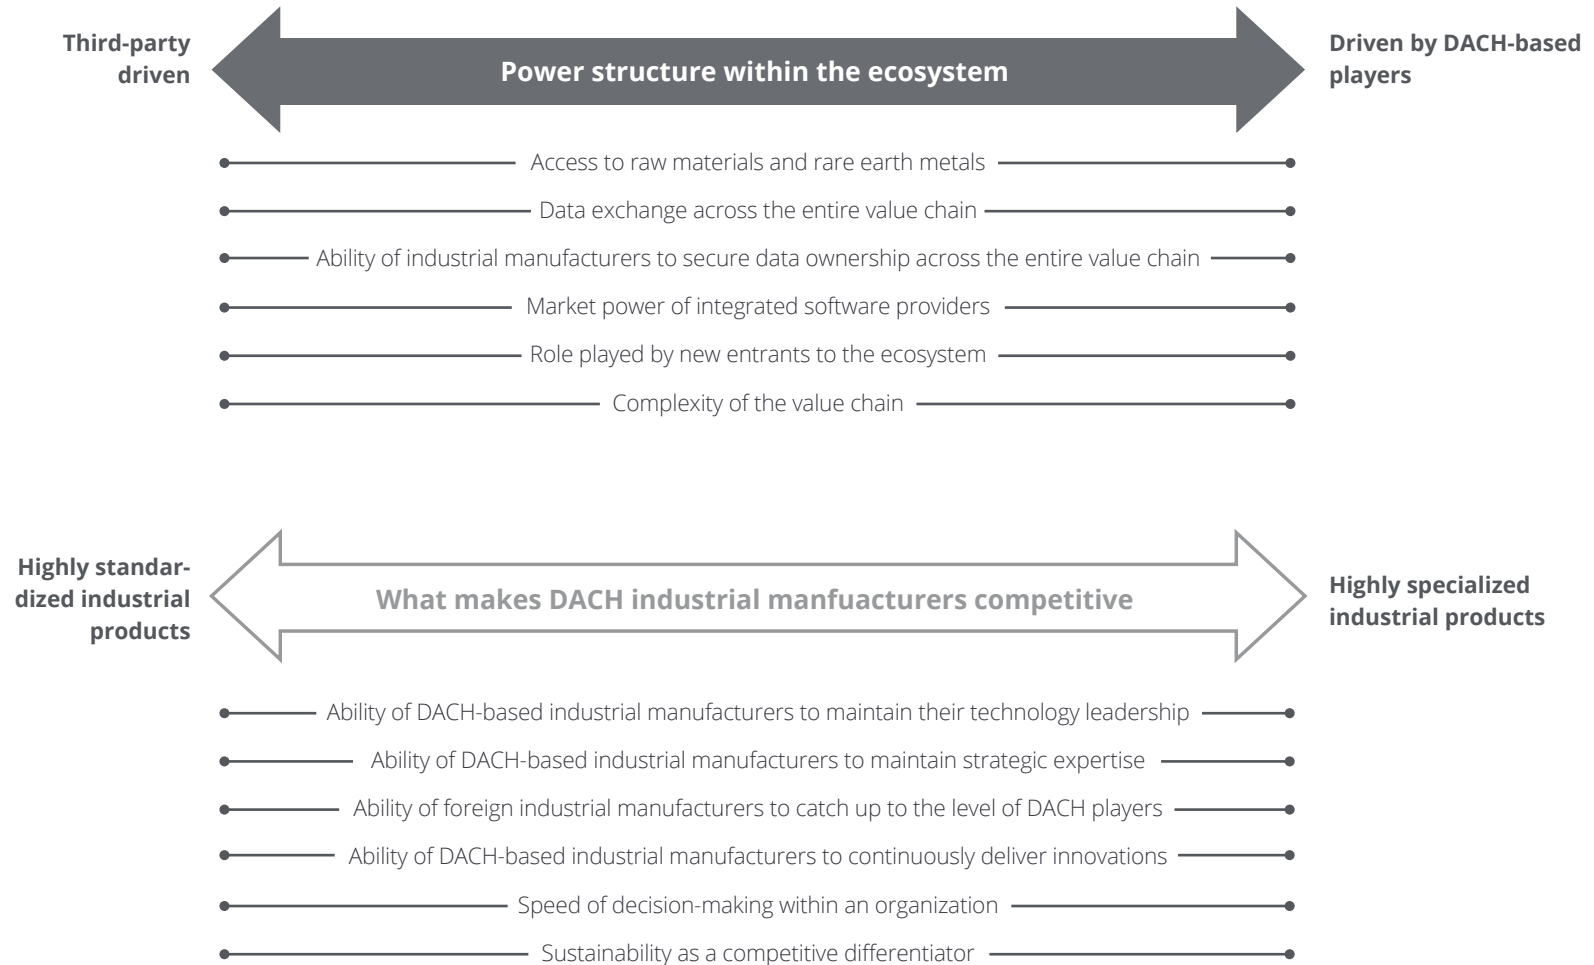 Third-party
driven
Power structure within the ecosystem
Driven by DACH-based
players
Access to raw materials and rare earth metals
Data exchange across the entire value chain
Ability of industrial manufacturers to secure data ownership across the entire value chain
Market power of integrated software providers
Role played by new entrants to the ecosystem
Complexity of the value chain
Highly standar-
dized industrial
products
What makes DACH industrial manfuacturers competitive
Highly specialized
industrial products
Ability of DACH-based industrial manufacturers to maintain their technology leadership
Ability of DACH-based industrial manufacturers to maintain strategic expertise
Ability of foreign industrial manufacturers to catch up to the level of DACH players
Ability of DACH-based industrial manufacturers to continuously deliver innovations
Speed of decision-making within an organization
Sustainability as a competitive differentiator